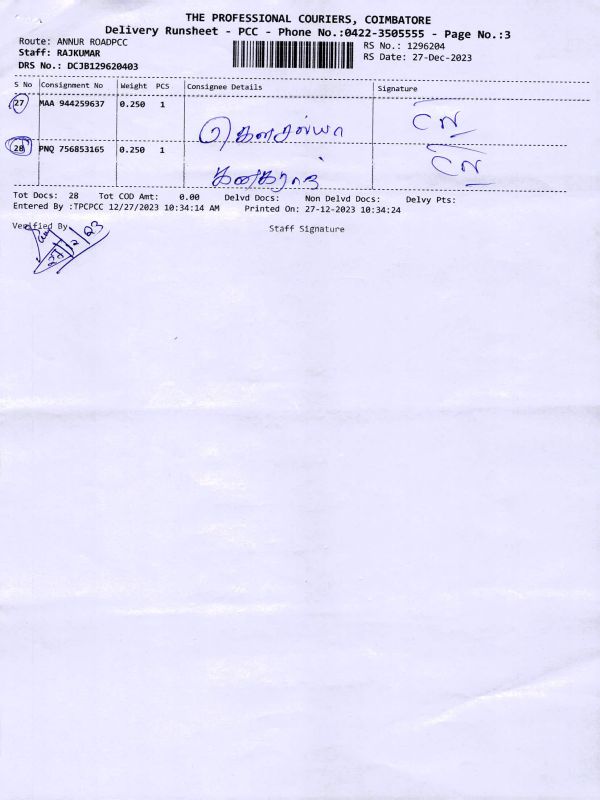 THE PROFESSIONAL COURIERS, COIMBATORE
Delivery Runsheet - PCC - Phone No.:0422-3505555 - Page No.:3
Route: ANNUR ROADPCC
RS No.: 1296204
Staff: RAJKUMAR
RS Date: 27-Dec-2023
DRS No.: DCJB129620403
S No Consignment No Weight PCS Consignee Details Signature
27 MAA 944259637 0.250 1
28 PNQ 756853165 0.250 1
கனகராஜ்
Tot Docs: 28 Tot COD Amt: 0.00 Delvd Docs: Non Delvd Docs: Delvy Pts:
Entered By :TPCPCC 12/27/2023 10:34:14 AM Printed On: 27-12-2023 10:34:24
Verified By
Staff Signature
27/12/23